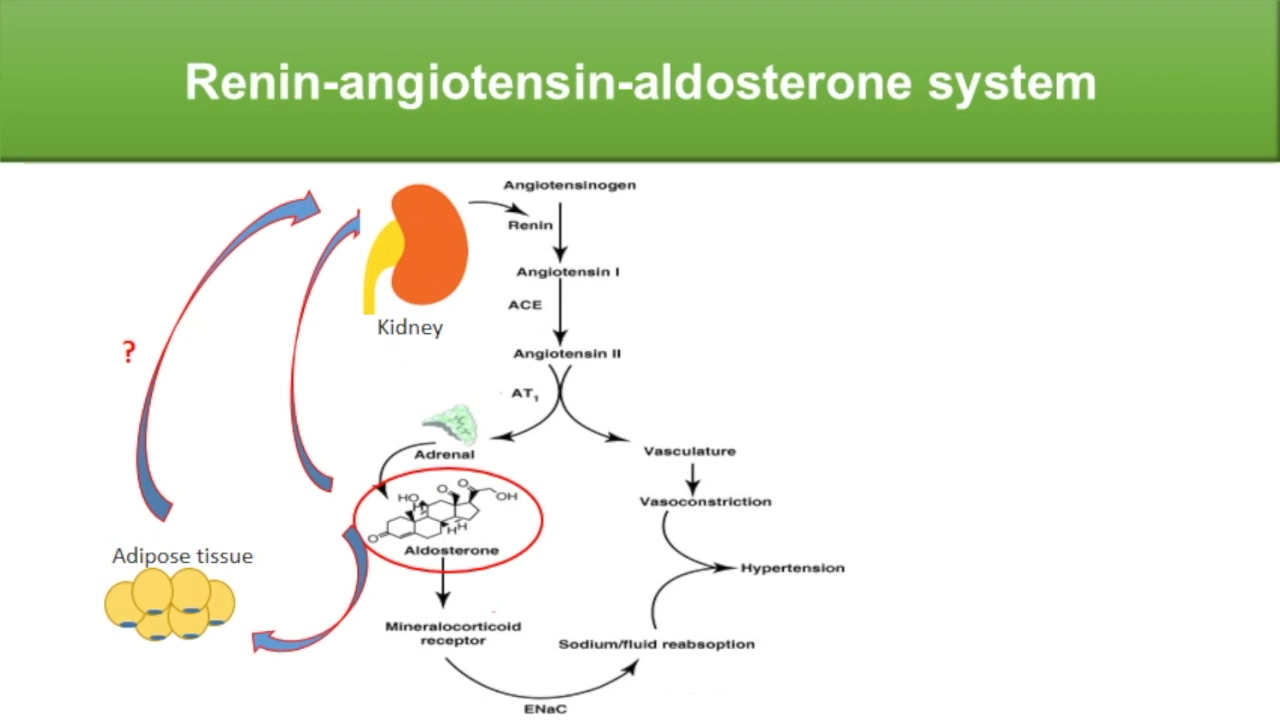 Renin-angiotensin-aldosterone system
Angiotensinogen
Renin
Angiotensin I
ACE
Kidney
Angiotensin II
?
AT1
Adrenal
Vasculature
Vasoconstriction
HO
H
O
O
OH
H
H
O
Aldosterone
Adipose tissue
Hypertension
Mineralocorticoid
receptor
Sodium/fluid reabsoption
ENaC